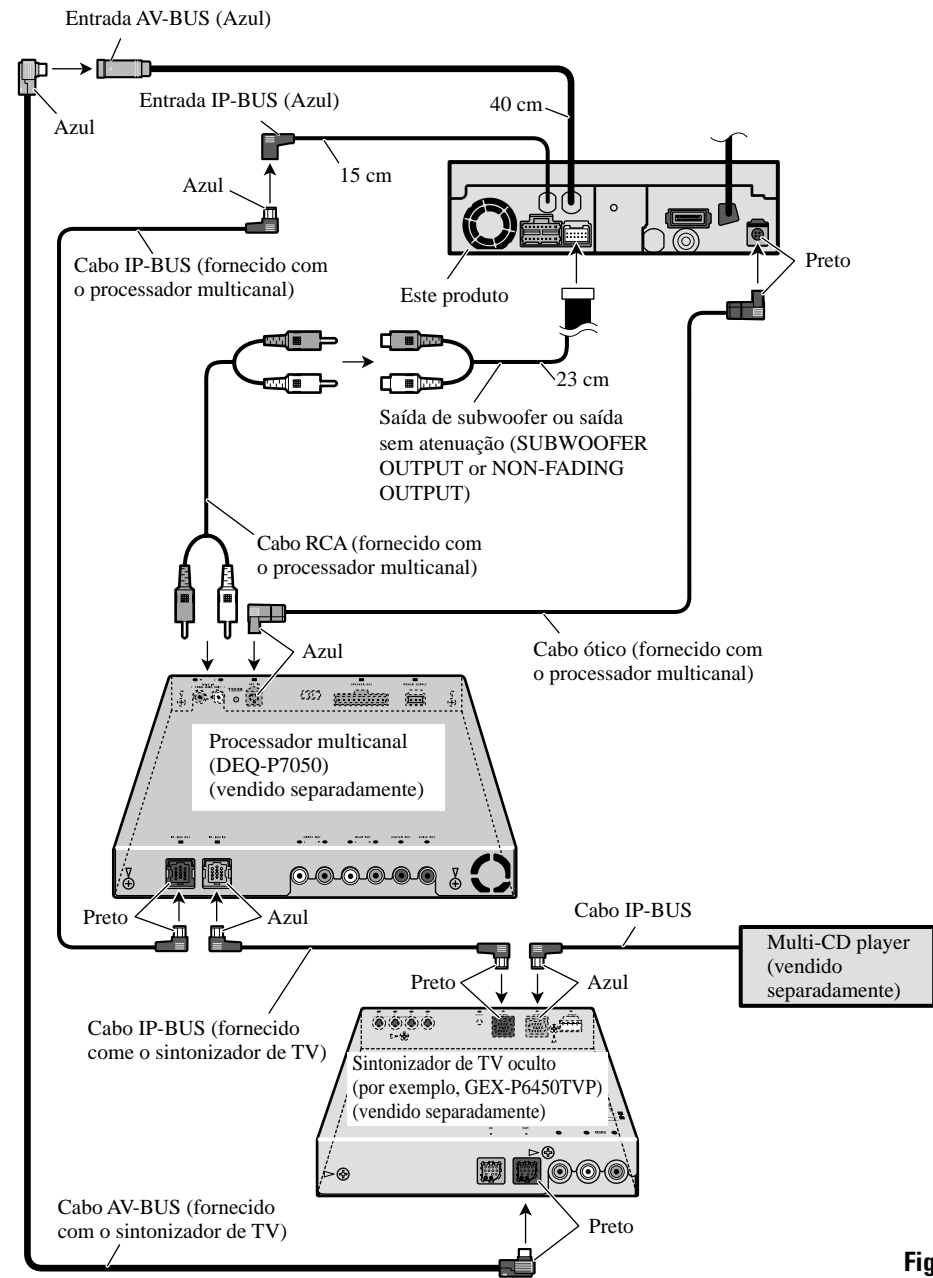 Entrada AV-BUS (Azul)
Azul
Entrada IP-BUS (Azul)
40 cm
15 cm
Azul
Cabo IP-BUS (fornecido com
o processador multicanal)
Este produto
Preto
23 cm
Saída de subwoofer ou saída
sem atenuação (SUBWOOFER
OUTPUT or NON-FADING
OUTPUT)
Cabo RCA (fornecido com
o processador multicanal)
Azul
Cabo ótico (fornecido com
o processador multicanal)
Processador multicanal
(DEQ-P7050)
(vendido separadamente)
Preto
Azul
Cabo IP-BUS
Multi-CD player
(vendido
separadamente)
Preto
Azul
Cabo IP-BUS (fornecido
come o sintonizador de TV)
Sintonizador de TV oculto
(por exemplo, GEX-P6450TVP)
(vendido separadamente)
Cabo AV-BUS (fornecido
com o sintonizador de TV)
Preto
Fig